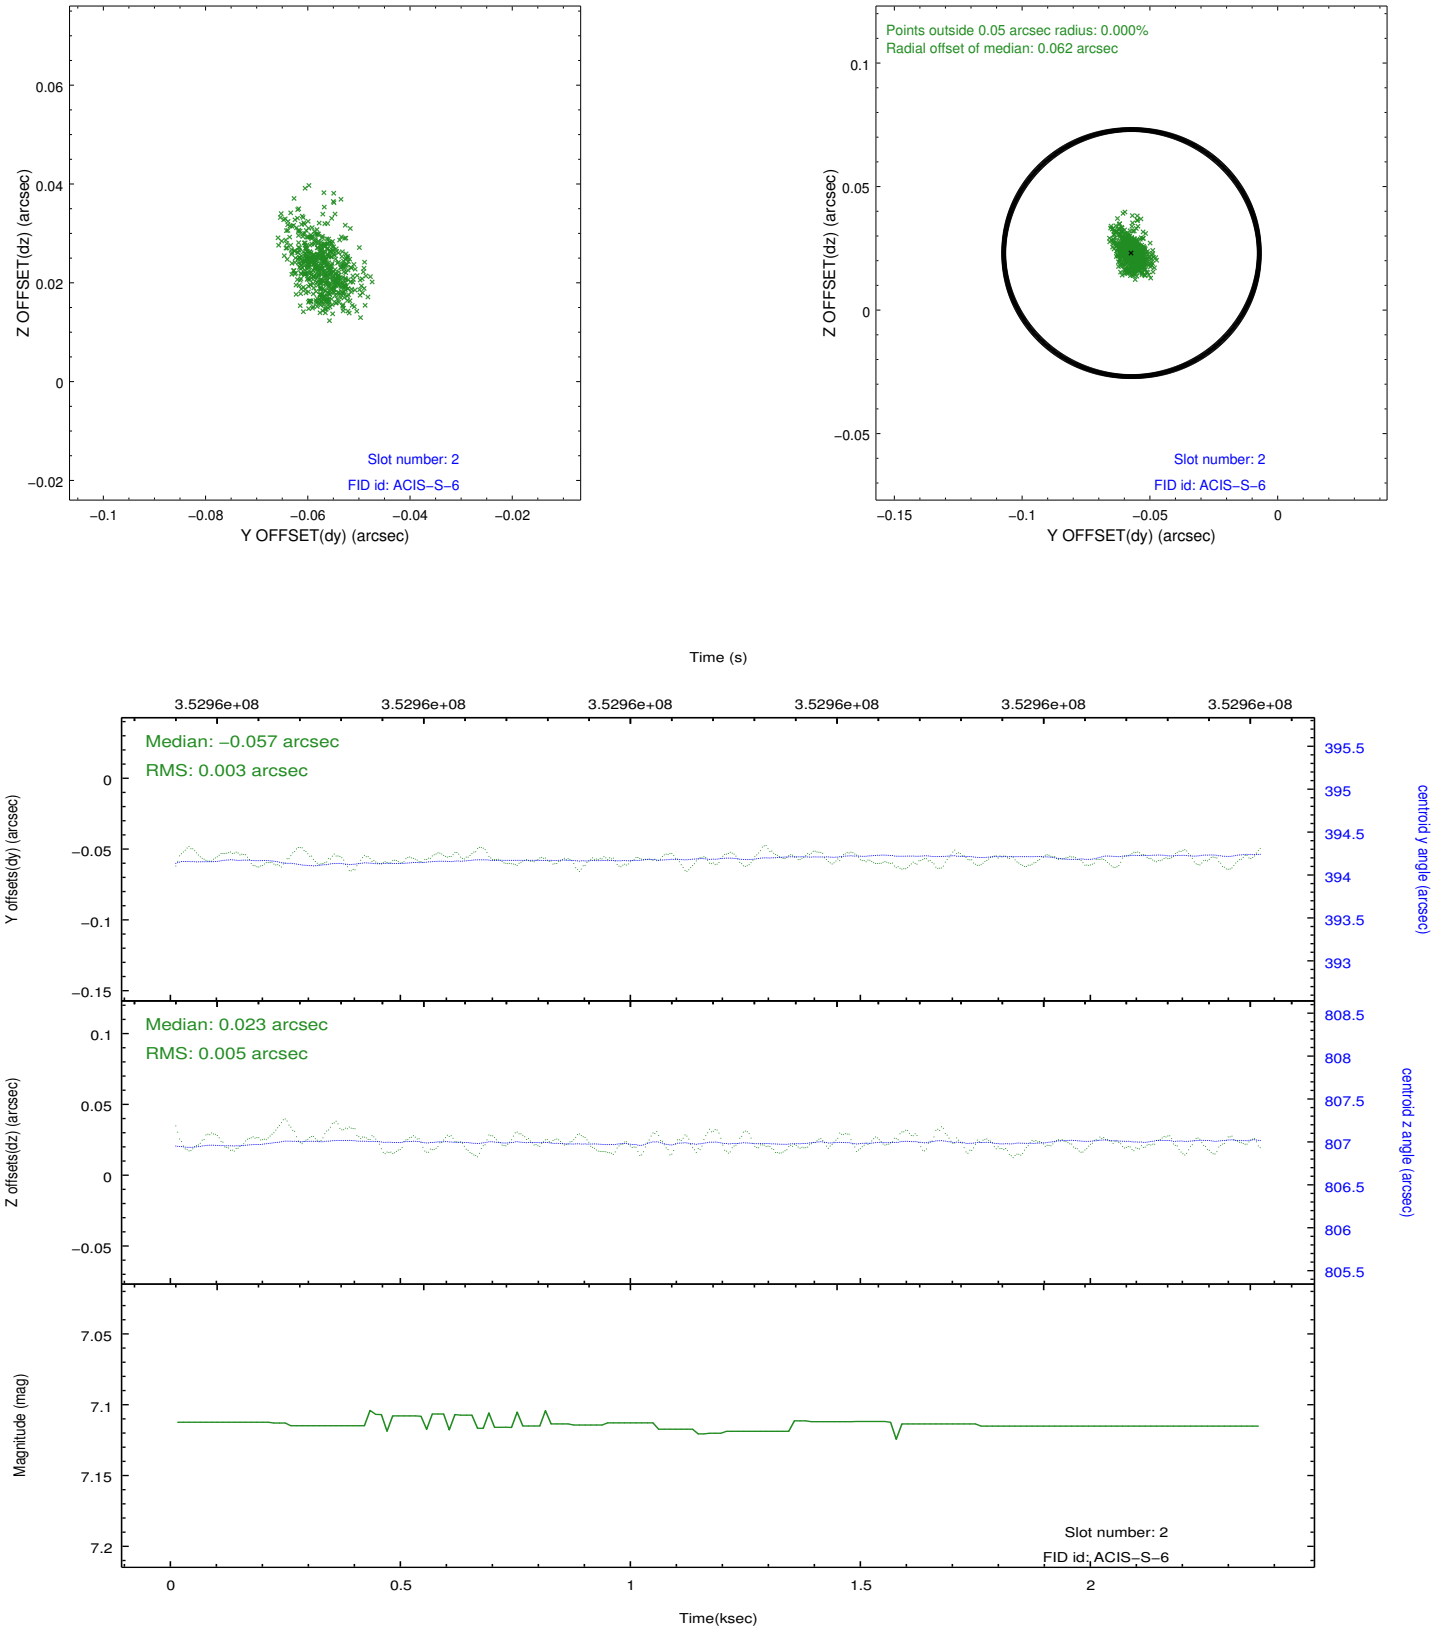 0.06
0.04
0.02
0
−0.02
Z OFFSET(dz) (arcsec)
Slot number: 2
FID id: ACIS−S−6
−0.1 −0.08 −0.06 −0.04 −0.02
Y OFFSET(dy) (arcsec)
Points outside 0.05 arcsec radius: 0.000%
Radial offset of median: 0.062 arcsec
0.1
0.05
0
−0.05
Z OFFSET(dz) (arcsec)
Slot number: 2
FID id: ACIS−S−6
−0.15 −0.1 −0.05 0
Y OFFSET(dy) (arcsec)
Time (s)
3.5296e+08 3.5296e+08 3.5296e+08 3.5296e+08 3.5296e+08 3.5296e+08
Median: −0.057 arcsec
RMS: 0.003 arcsec
0
−0.05
−0.1
−0.15
Y offsets(dy) (arcsec)
395.5
395
394.5
394
393.5
393
centroid y angle (arcsec)
Median: 0.023 arcsec
RMS: 0.005 arcsec
0.1
0.05
0
−0.05
Z offsets(dz) (arcsec)
808.5
808
807.5
807
806.5
806
805.5
centroid z angle (arcsec)
7.05
7.1
7.15
7.2
Magnitude (mag)
Slot number: 2
FID id: ACIS−S−6
0 0.5 1 1.5 2
Time(ksec)